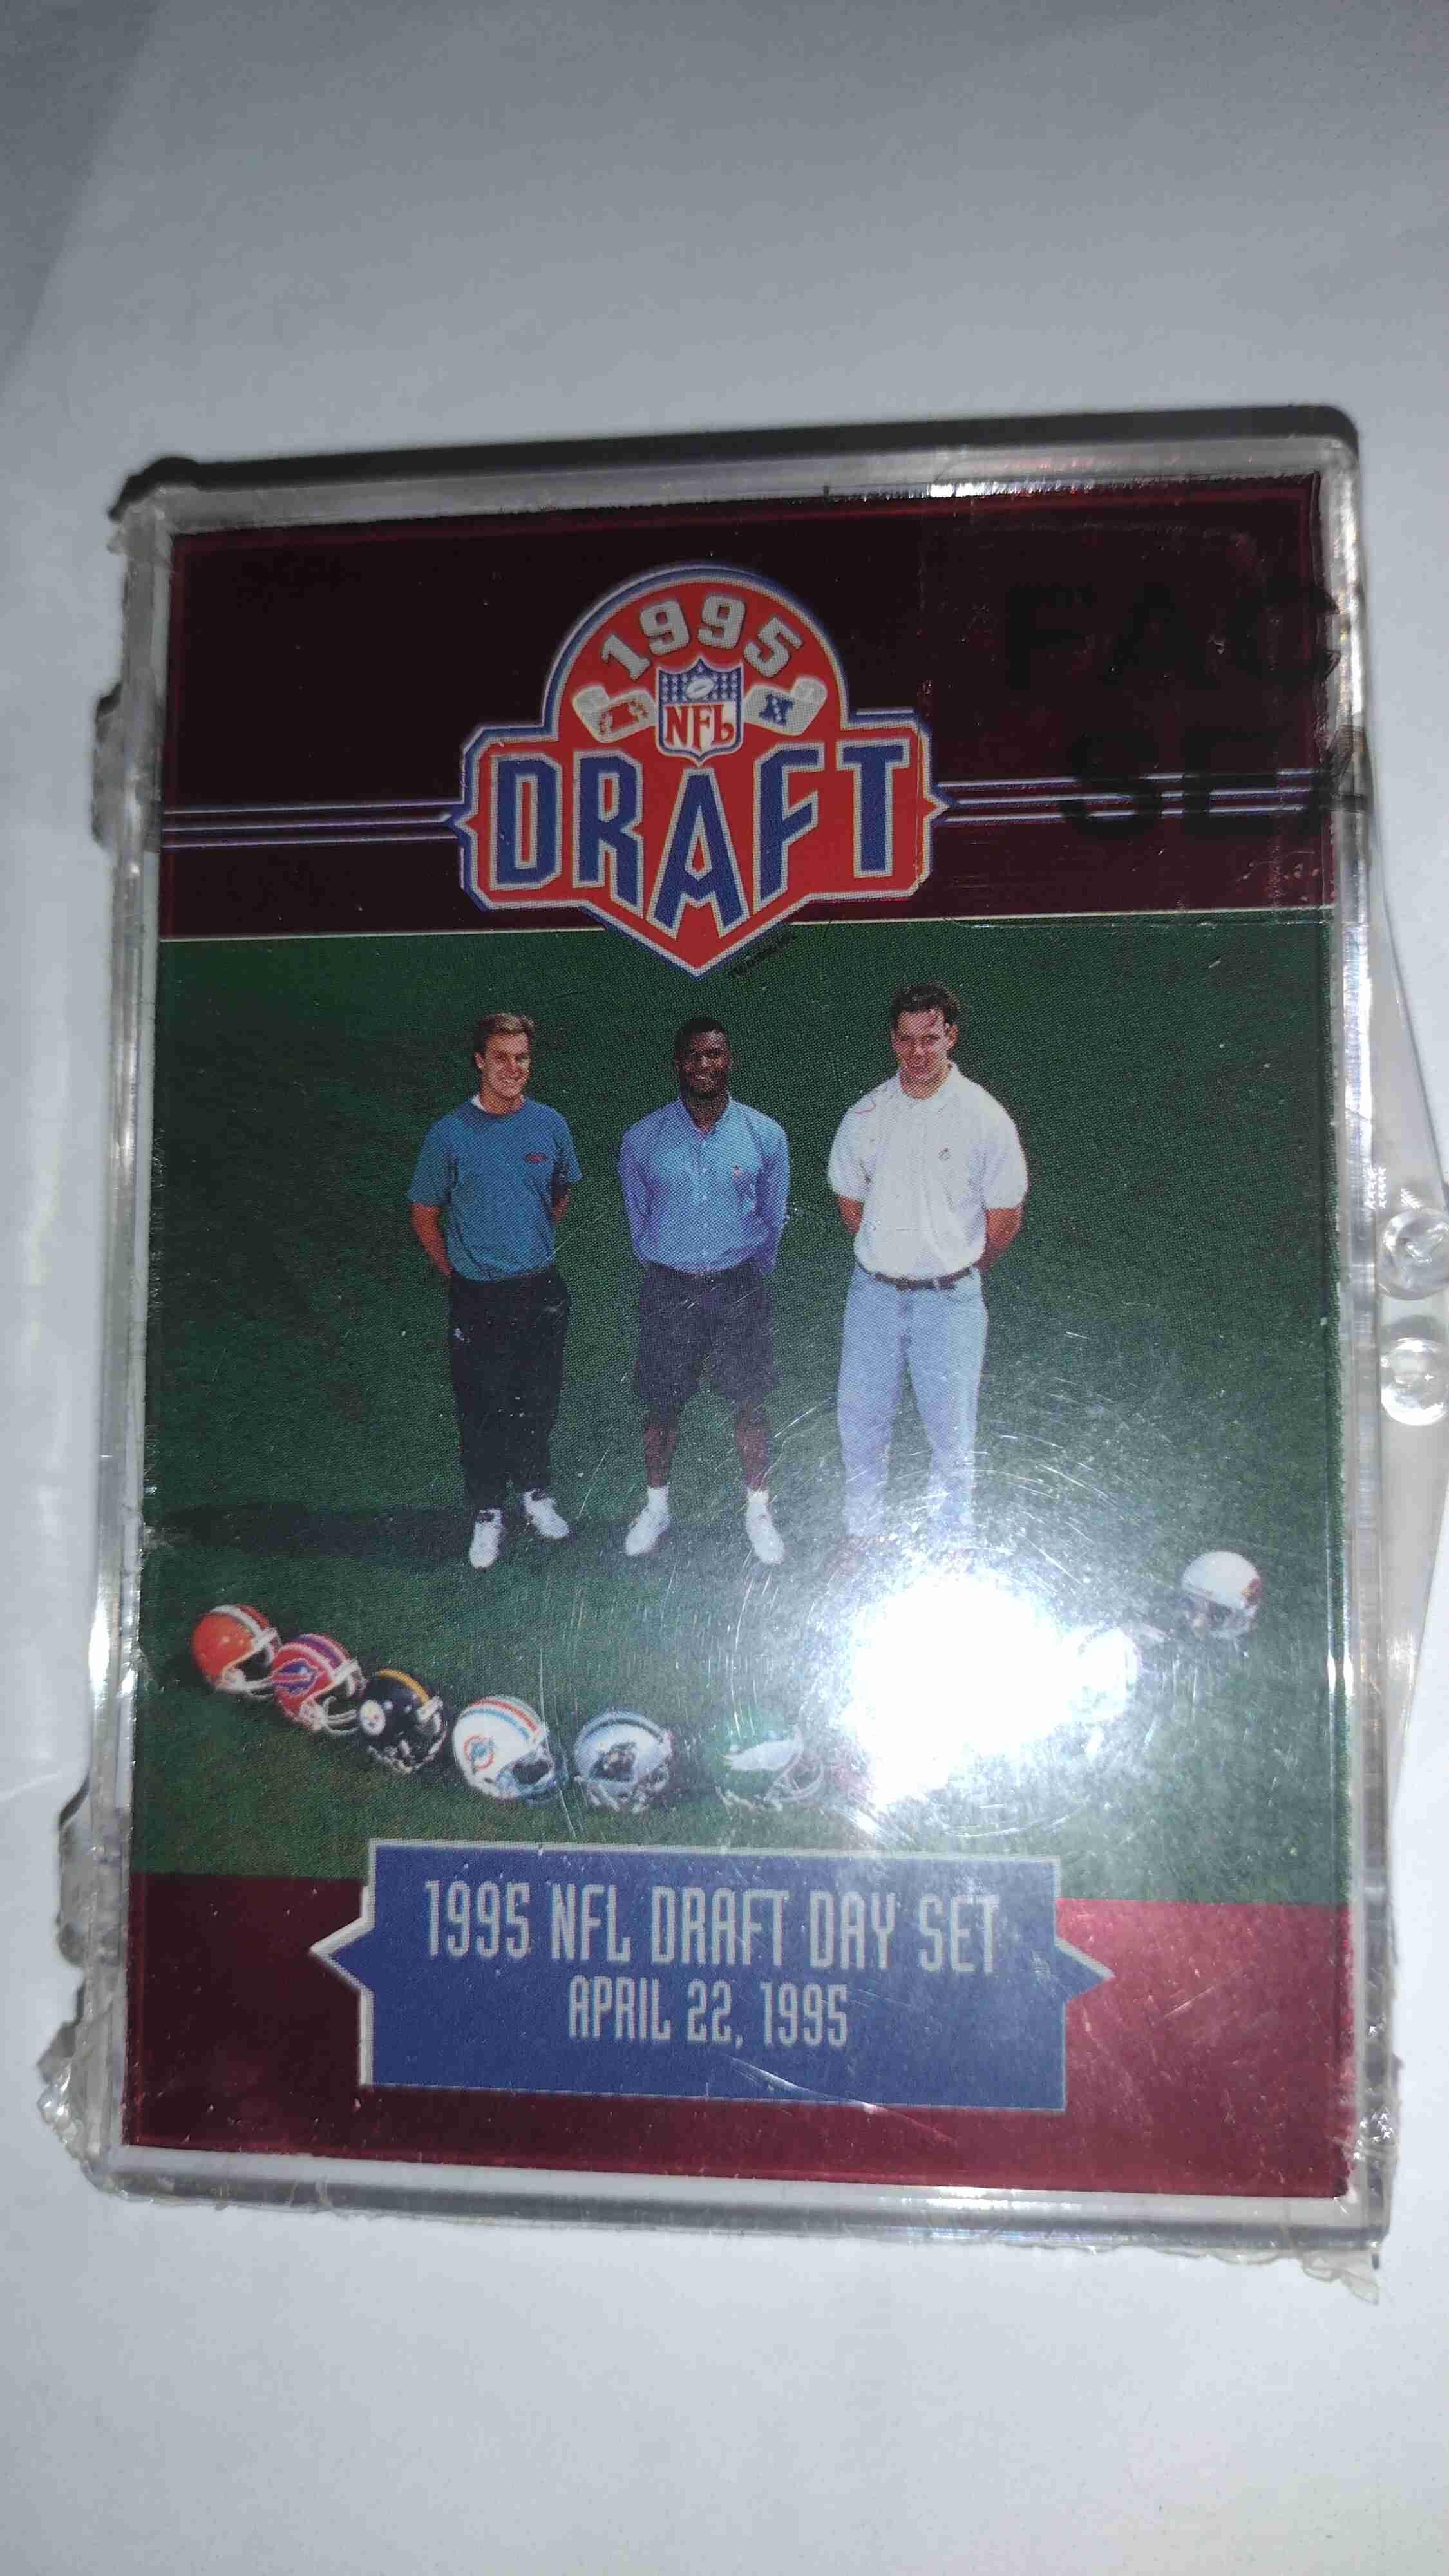 1995
NFL
DRAFT
1995 NFL DRAFT DAY SET
APRIL 22, 1995